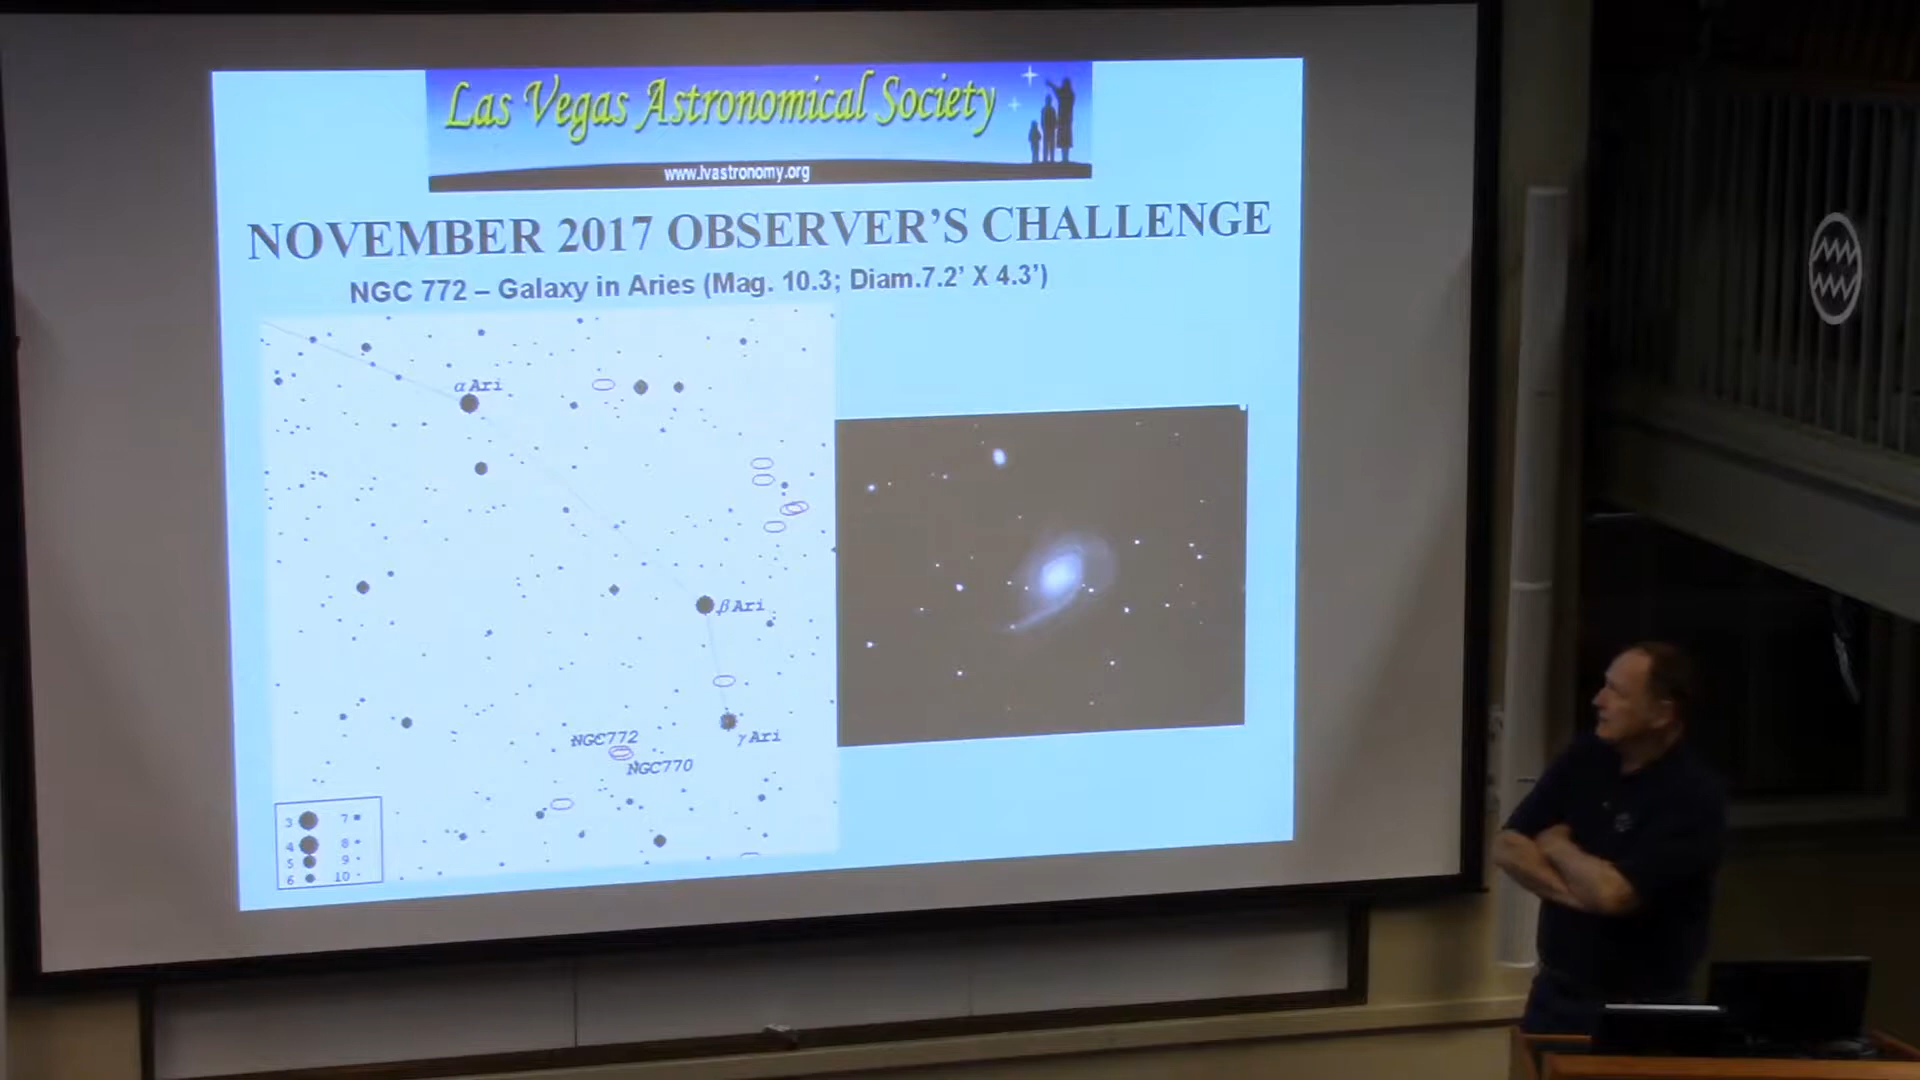 Las Vegas Astronomical Society
www.lvastronomy.org
NOVEMBER 2017 OBSERVER'S CHALLENGE
NGC 772 – Galaxy in Aries (Mag. 10.3; Diam.7.2' X 4.3')
α Ari
β Ari
γ Ari
NGC772
NGC770
3 7
4 8
5 9
6 10